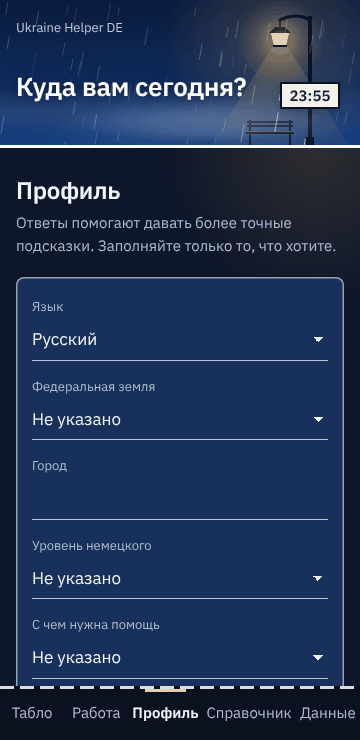 Ukraine Helper DE
Куда вам сегодня?
23:55
Профиль
Ответы помогают давать более точные
подсказки. Заполняйте только то, что хотите.
Язык
Русский
Федеральная земля
Не указано
Город
Уровень немецкого
Не указано
С чем нужна помощь
Не указано
Табло Работа Профиль Справочник Данные